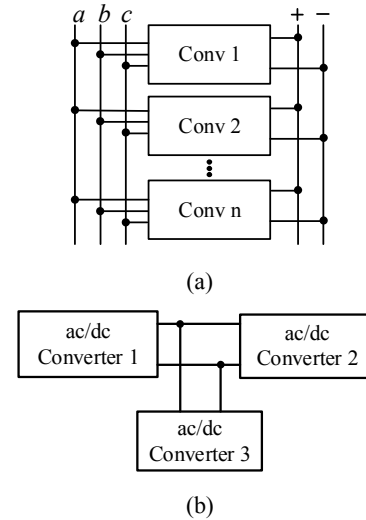 a b c + −
Conv 1
Conv 2
Conv n
(a)
ac/dc
Converter 1
ac/dc
Converter 2
ac/dc
Converter 3
(b)